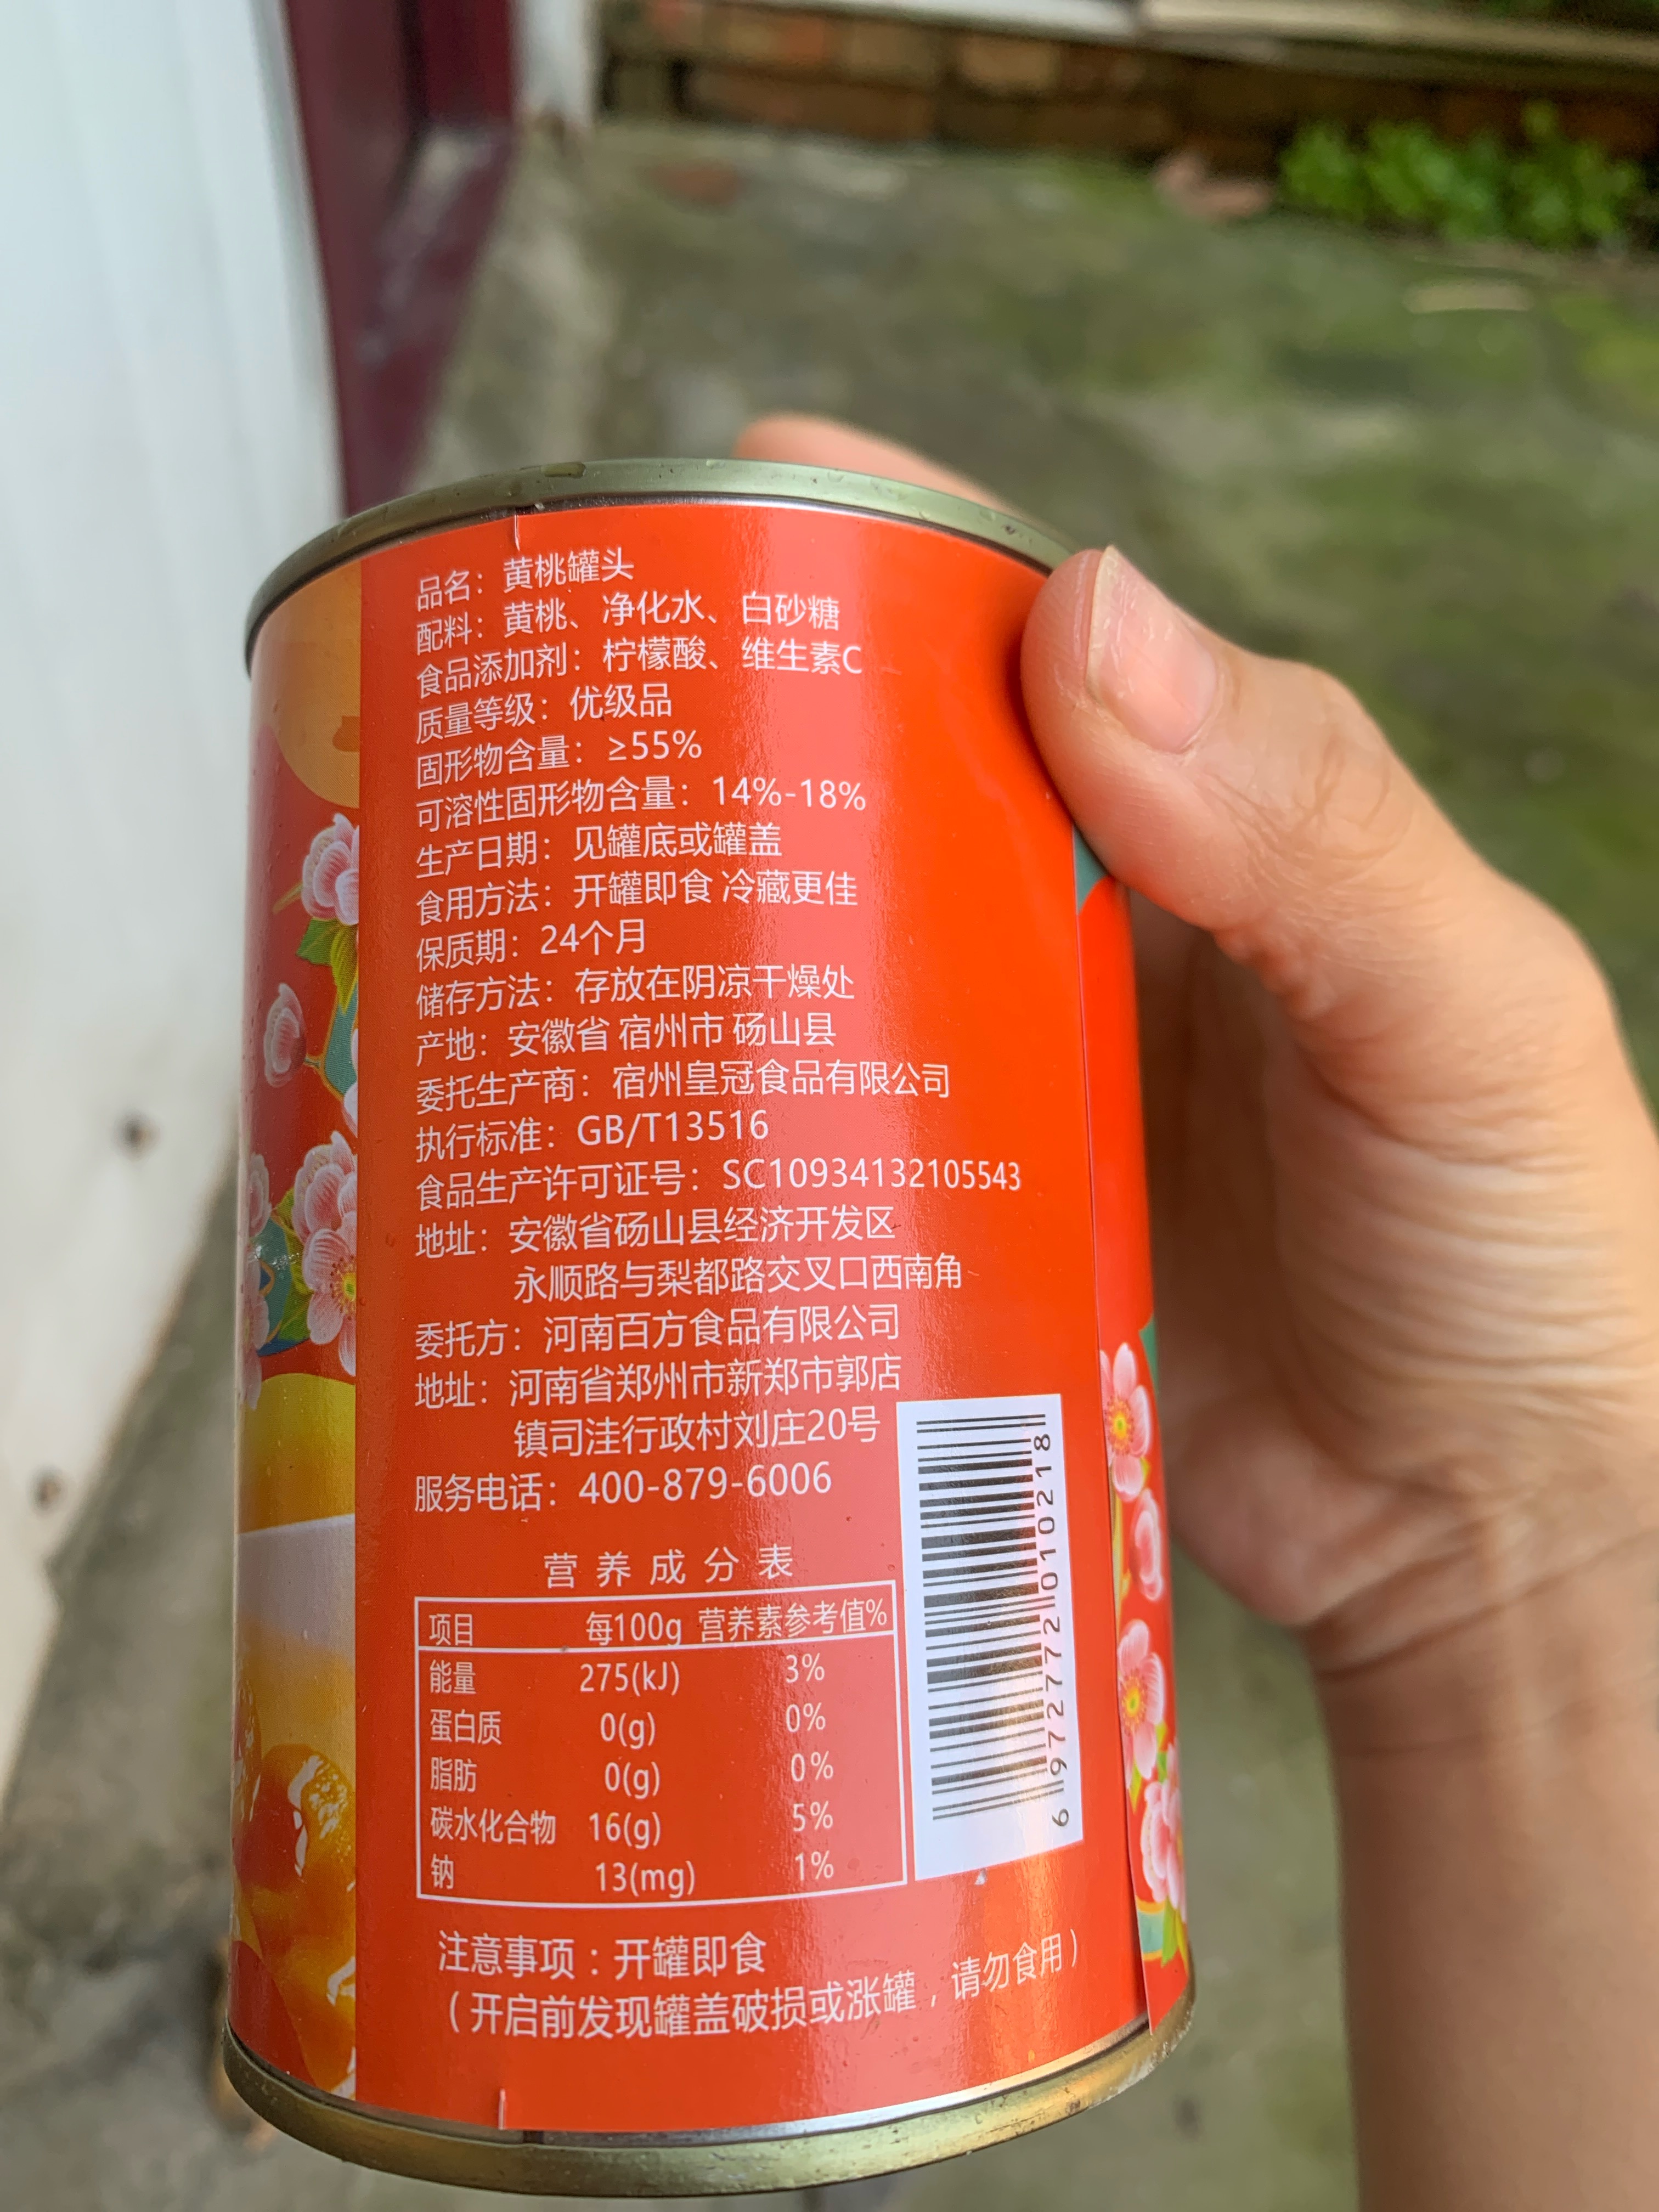 品名：黄桃罐头
配料：黄桃、净化水、白砂糖
食品添加剂：柠檬酸、维生素C
质量等级：优级品
固形物含量：≥55%
可溶性固形物含量：14%-18%
生产日期：见罐底或罐盖
食用方法：开罐即食 冷藏更佳
保质期：24个月
储存方法：存放在阴凉干燥处
产地：安徽省 宿州市 砀山县
委托生产商：宿州皇冠食品有限公司
执行标准：GB/T13516
食品生产许可证号：SC10934132105543
地址：安徽省砀山县经济开发区
永顺路与梨都路交叉口西南角
委托方：河南百方食品有限公司
地址：河南省郑州市新郑市郭店
镇司洼行政村刘庄20号
服务电话：400-879-6006
营养成分表
项目 每100g 营养素参考值%
能量 275(kJ) 3%
蛋白质 0(g) 0%
脂肪 0(g) 0%
碳水化合物 16(g) 5%
钠 13(mg) 1%
6972772010218
注意事项：开罐即食
（开启前发现罐盖破损或涨罐，请勿食用）